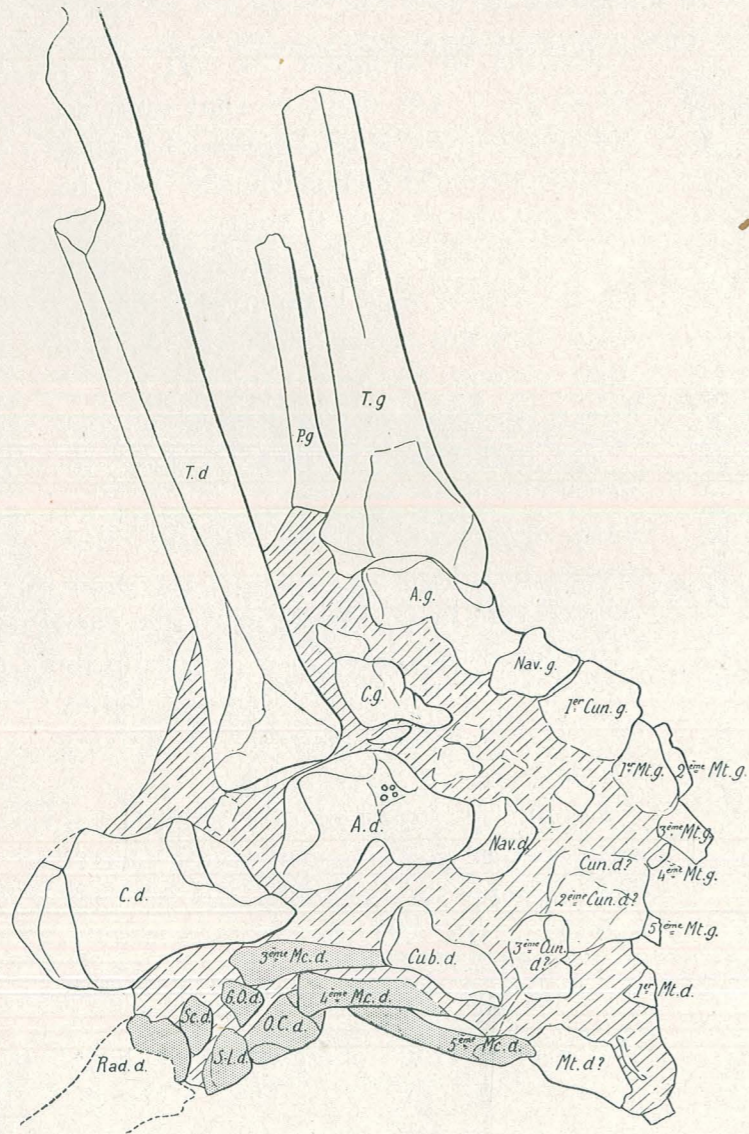 T.g
P.g
T.d
A.g.
Nav.g.
C.g.
1er Cun.g.
1er Mt.g.
2ème Mt.g.
A.d.
3ème Mt.g.
Nav.d.
Cun.d?
4ème Mt.g.
C.d.
2ème Cun.d?
5ème Mt.g.
3ème Cun.
d?
Cub.d.
3ème Mc.d.
1er Mt.d.
4ème Mc.d.
G.O.d.
Sc.d.
O.C.d.
5ème Mc.d.
S-l.d.
Rad.d.
Mt.d?